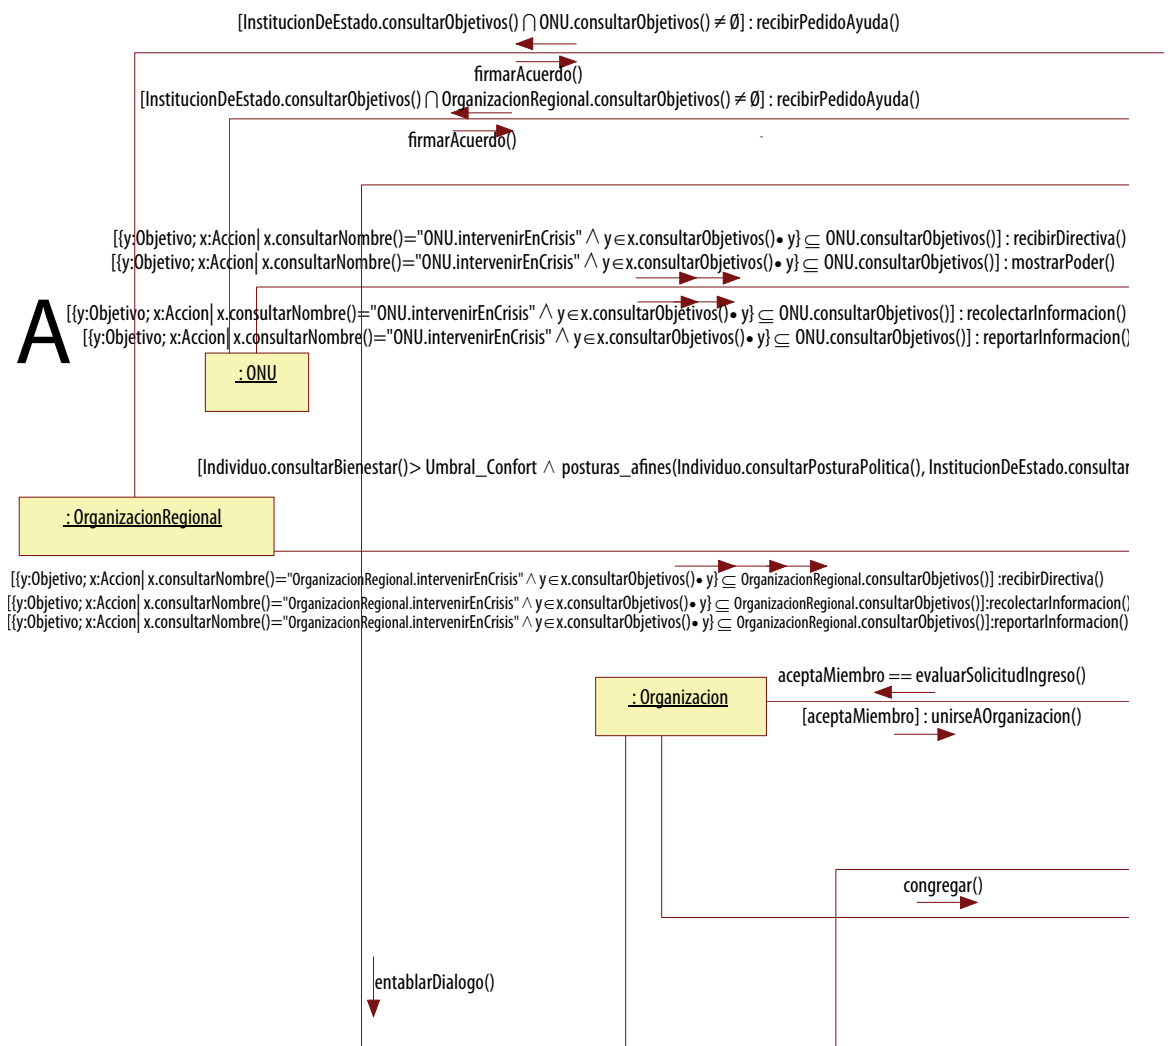 [InstitucionDeEstado.consultarObjetivos() ⋂ ONU.consultarObjetivos() ≠ Ø] : recibirPedidoAyuda()
firmarAcuerdo()
[InstitucionDeEstado.consultarObjetivos() ⋂ OrganizacionRegional.consultarObjetivos() ≠ Ø] : recibirPedidoAyuda()
firmarAcuerdo()
[{y:Objetivo; x:Accion| x.consultarNombre()="ONU.intervenirEnCrisis" ∧ y∈x.consultarObjetivos()• y} ⊆ ONU.consultarObjetivos()] : recibirDirectiva()
[{y:Objetivo; x:Accion| x.consultarNombre()="ONU.intervenirEnCrisis" ∧ y∈x.consultarObjetivos()• y} ⊆ ONU.consultarObjetivos()] : mostrarPoder()
A
[{y:Objetivo; x:Accion| x.consultarNombre()="ONU.intervenirEnCrisis" ∧ y∈x.consultarObjetivos()• y} ⊆ ONU.consultarObjetivos()] : recolectarInformacion()
[{y:Objetivo; x:Accion| x.consultarNombre()="ONU.intervenirEnCrisis" ∧ y∈x.consultarObjetivos()• y} ⊆ ONU.consultarObjetivos()] : reportarInformacion()
: ONU
[Individuo.consultarBienestar()> Umbral_Confort ∧ posturas_afines(Individuo.consultarPosturaPolitica(), InstitucionDeEstado.consultar
: OrganizacionRegional
[{y:Objetivo; x:Accion| x.consultarNombre()="OrganizacionRegional.intervenirEnCrisis" ∧ y∈x.consultarObjetivos()• y} ⊆ OrganizacionRegional.consultarObjetivos()] :recibirDirectiva()
[{y:Objetivo; x:Accion| x.consultarNombre()="OrganizacionRegional.intervenirEnCrisis" ∧ y∈x.consultarObjetivos()• y} ⊆ OrganizacionRegional.consultarObjetivos()]:recolectarInformacion()
[{y:Objetivo; x:Accion| x.consultarNombre()="OrganizacionRegional.intervenirEnCrisis" ∧ y∈x.consultarObjetivos()• y} ⊆ OrganizacionRegional.consultarObjetivos()]:reportarInformacion()
aceptaMiembro == evaluarSolicitudIngreso()
: Organizacion
[aceptaMiembro] : unirseAOrganizacion()
congregar()
entablarDialogo()